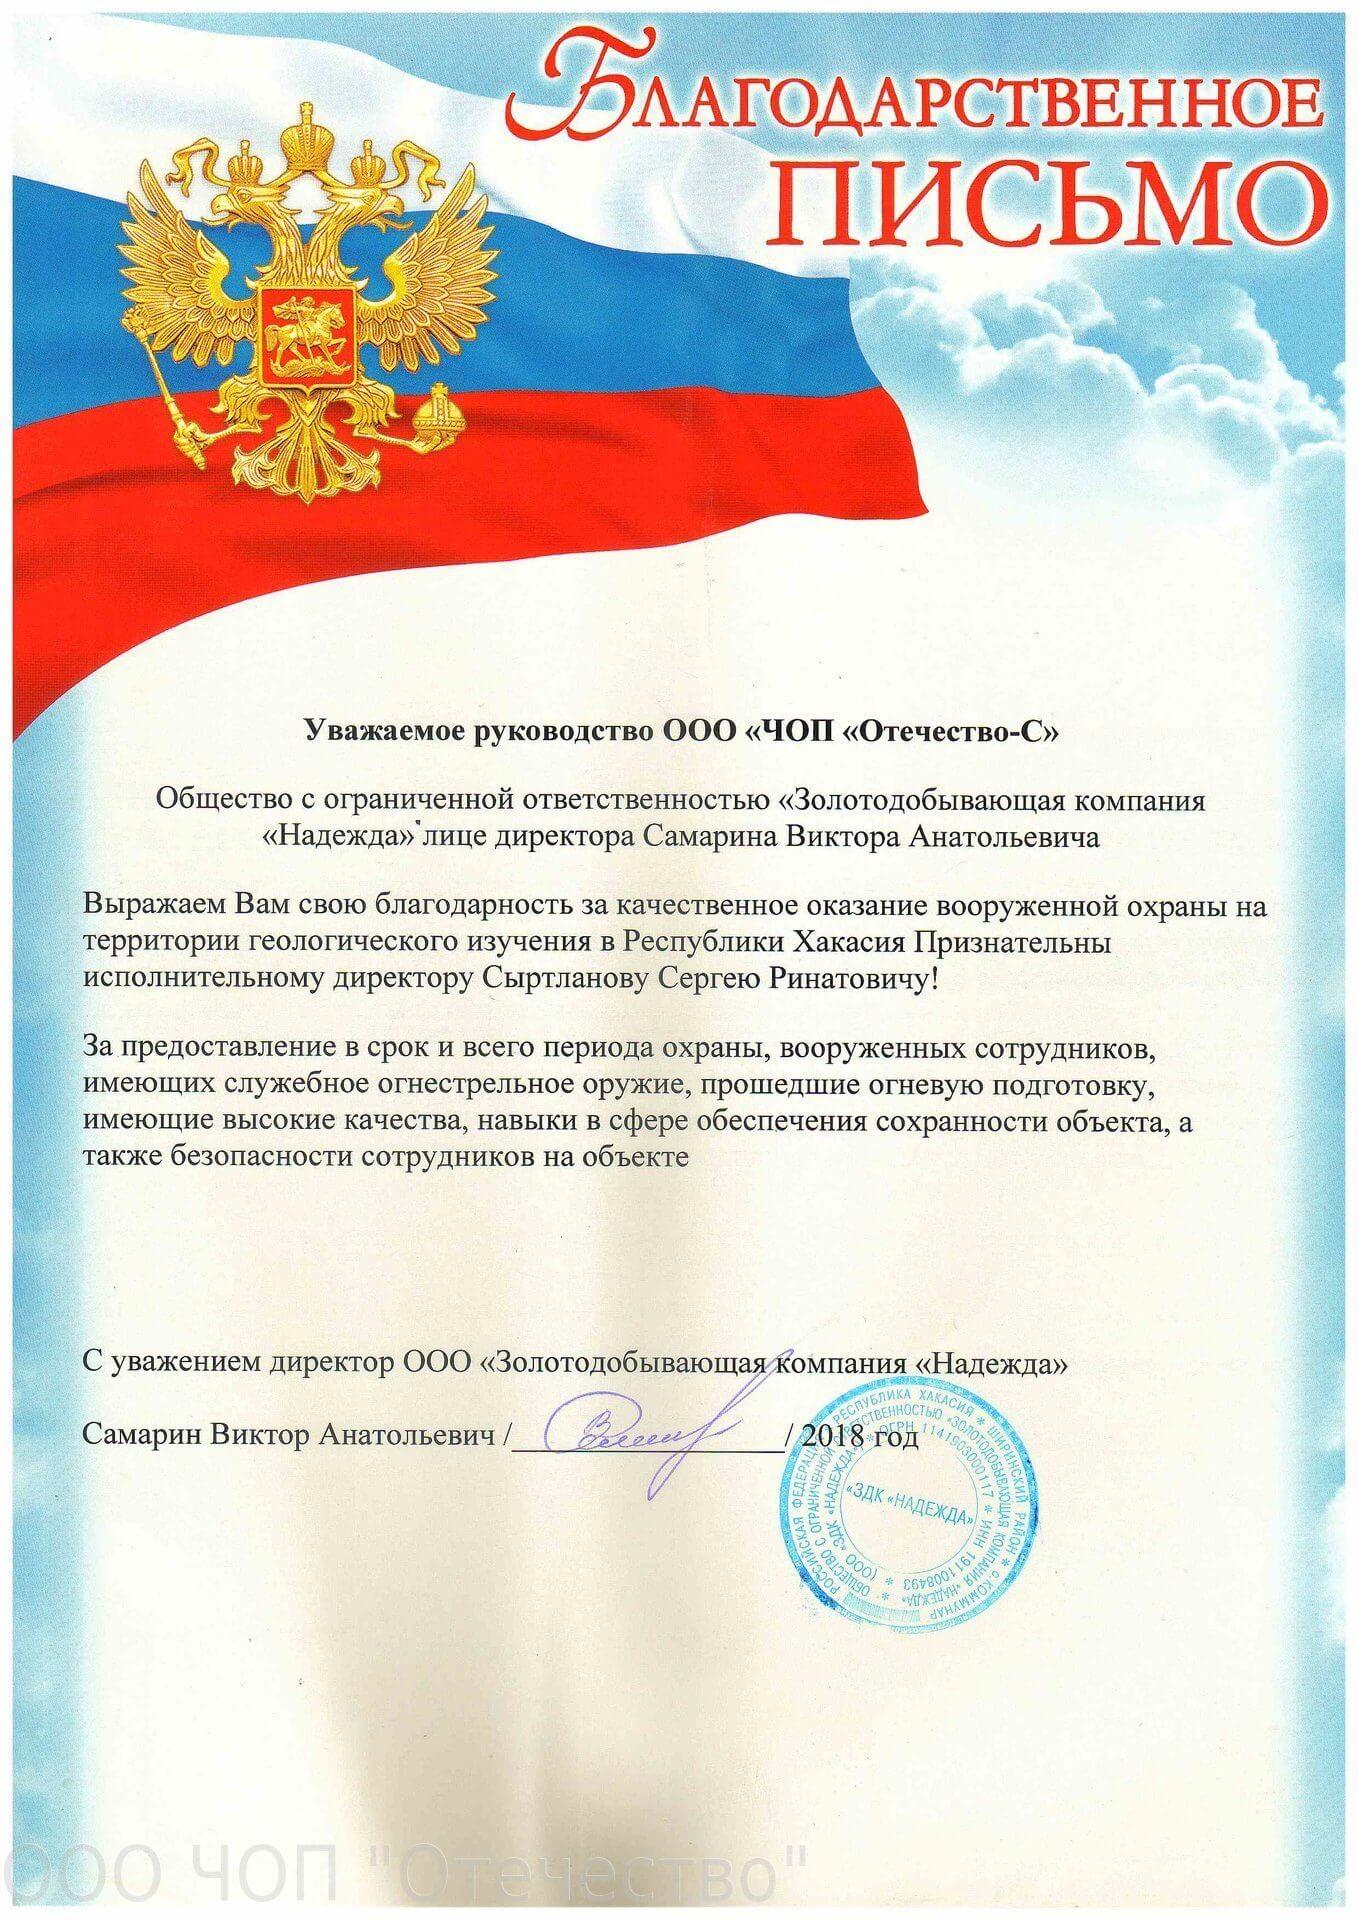 Благодарственное
письмо
Уважаемое руководство ООО «ЧОП «Отечество-С»
Общество с ограниченной ответственностью «Золотодобывающая компания
«Надежда» лице директора Самарина Виктора Анатольевича
Выражаем Вам свою благодарность за качественное оказание вооруженной охраны на
территории геологического изучения в Республики Хакасия Признательны
исполнительному директору Сыртланову Сергею Ринатовичу!
За предоставление в срок и всего периода охраны, вооруженных сотрудников,
имеющих служебное огнестрельное оружие, прошедшие огневую подготовку,
имеющие высокие качества, навыки в сфере обеспечения сохранности объекта, а
также безопасности сотрудников на объекте
С уважением директор ООО «Золотодобывающая компания «Надежда»
Самарин Виктор Анатольевич /_______________/ 2018 год
РОССИЙСКАЯ ФЕДЕРАЦИЯ * РЕСПУБЛИКА ХАКАСИЯ * ШИРИНСКИЙ РАЙОН * с. КОММУНАР
ОБЩЕСТВО С ОГРАНИЧЕННОЙ ОТВЕТСТВЕННОСТЬЮ «ЗОЛОТОДОБЫВАЮЩАЯ КОМПАНИЯ «НАДЕЖДА» *
(ООО «ЗДК «НАДЕЖДА») * ОГРН 1141903000117 * ИНН 1911008493 *
«ЗДК «НАДЕЖДА»
ООО ЧОП "Отечество"